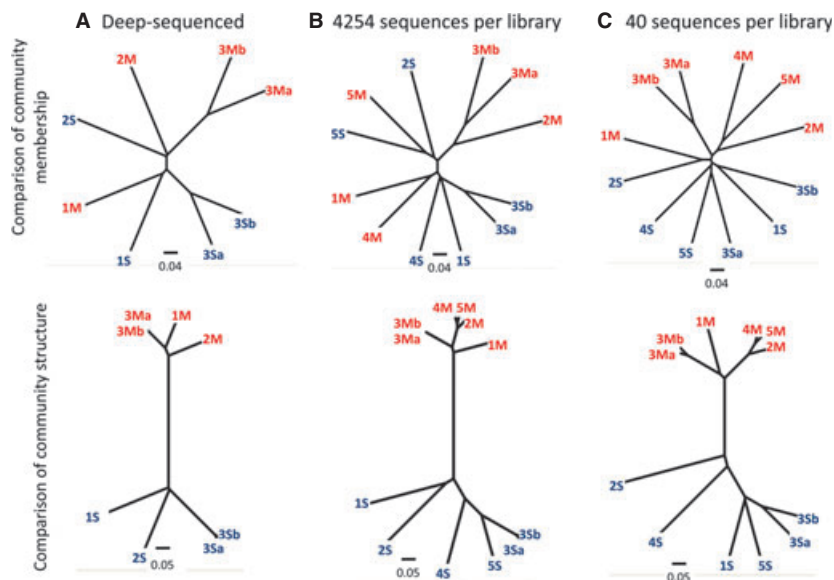 A Deep-sequenced
B 4254 sequences per library
C 40 sequences per library
Comparison of community
membership
2M
3Mb
3Ma
2S
1M
1S
3Sa
3Sb
0.04
2S
3Mb
3Ma
5M
2M
5S
1M
4M
4S
1S
3Sa
3Sb
0.04
3Mb
3Ma
4M
5M
1M
2M
2S
3Sb
4S
1S
5S
3Sa
0.04
Comparison of community structure
3Ma
1M
3Mb
2M
1S
2S
3Sb
3Sa
0.05
4M 5M
3Mb
2M
3Ma
1M
1S
2S
4S
5S
3Sb
3Sa
0.05
1M
4M
5M
3Mb
2M
3Ma
2S
4S
1S
5S
3Sb
3Sa
0.05